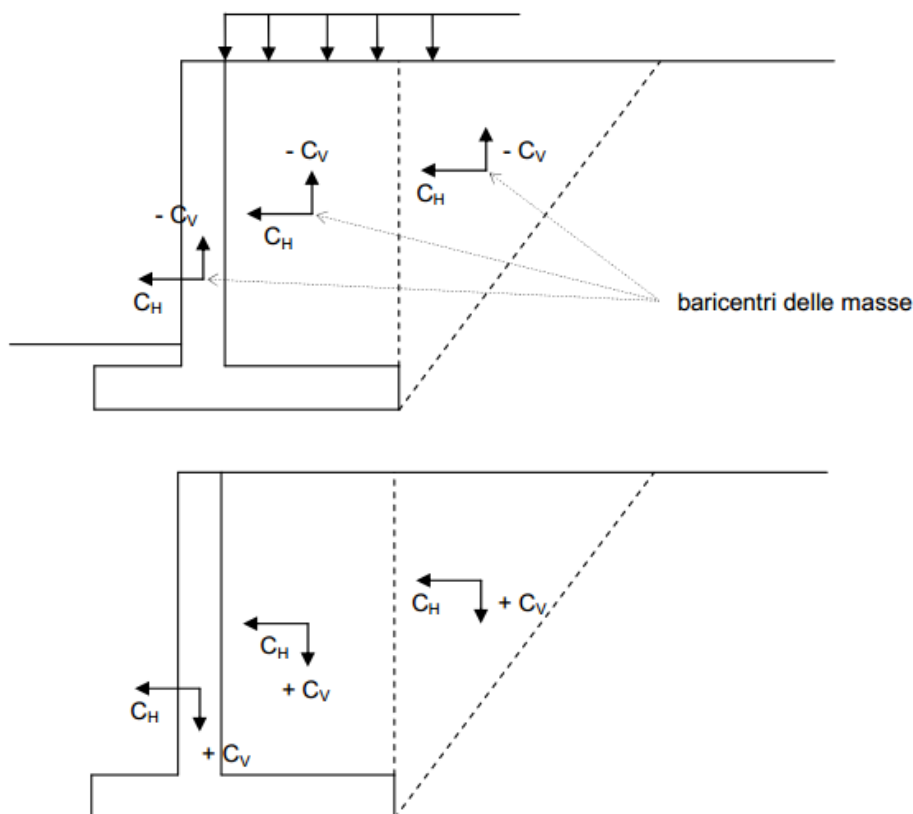 - C_V
- C_V
C_H
C_H
- C_V
C_H
baricentri delle masse
C_H
+ C_V
C_H
+ C_V
C_H
+ C_V